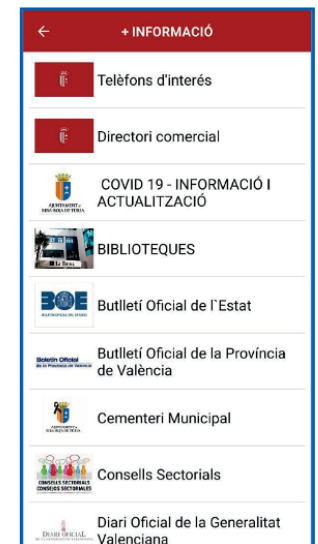 + INFORMACIÓ
Telèfons d'interés
Directori comercial
COVID 19 - INFORMACIÓ I
ACTUALITZACIÓ
BIBLIOTEQUES
BOE
Butlletí Oficial de l`Estat
Boletín Oficial
de la Provincia de Valencia
Butlletí Oficial de la Província
de València
Cementeri Municipal
CONSELLS SECTORIALS
CONSEJOS SECTORIALES
Consells Sectorials
DIARI OFICIAL
Diari Oficial de la Generalitat
Valenciana